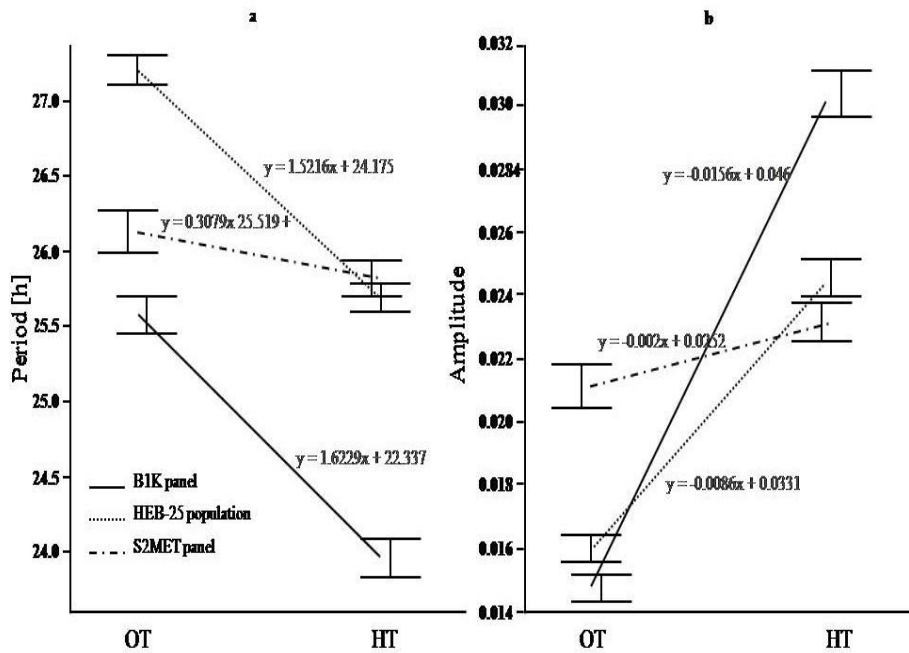 a
Period [h]
27.0
26.5
26.0
25.5
25.0
24.5
24.0
y = 1.5216x + 24.175
y = 0.3079x 25.519 +
y = 1.6229x + 22.337
B1K panel
HEB-25 population
S2MET panel
OT
HT
b
Amplitude
0.032
0.030
0.0284
0.026
0.024
0.022
0.020
0.018
0.016
0.014
y = -0.0156x + 0.046
y = -0.002x + 0.0252
y = -0.0086x + 0.0331
OT
HT